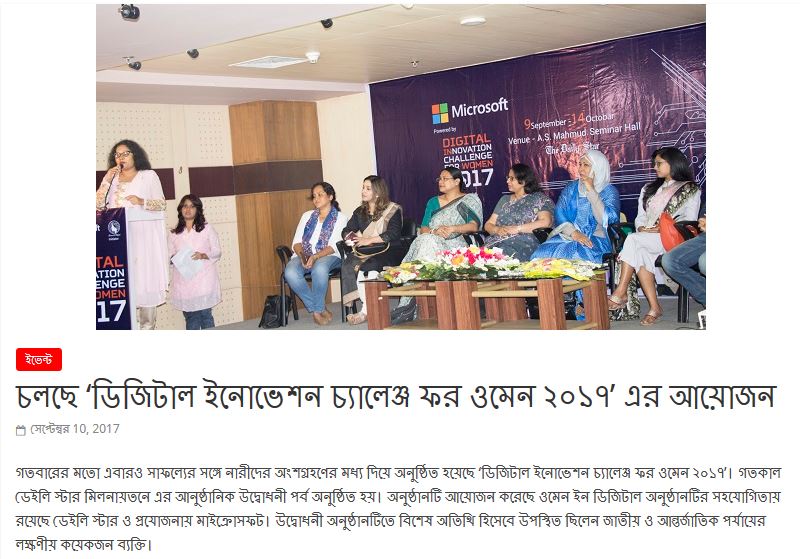 Microsoft
Powered by
DIGITAL
INNOVATION
CHALLENGE
FOR WOMEN
2017
9 September - 14 Octobar
Venue - A.S. Mahmud Seminar Hall
The Daily Star
DIGITAL
INNOVATION
CHALLENGE
FOR WOMEN
2017
ইভেন্ট
চলছে ‘ডিজিটাল ইনোভেশন চ্যালেঞ্জ ফর ওমেন ২০১৭’ এর আয়োজন
সেপ্টেম্বর 10, 2017
গতবারের মতো এবারও সাফল্যের সঙ্গে নারীদের অংশগ্রহণের মধ্য দিয়ে অনুষ্ঠিত হয়েছে ‘ডিজিটাল ইনোভেশন চ্যালেঞ্জ ফর ওমেন ২০১৭’। গতকাল
ডেইলি স্টার মিলনায়তনে এর আনুষ্ঠানিক উদ্বোধনী পর্ব অনুষ্ঠিত হয়। অনুষ্ঠানটি আয়োজন করেছে ওমেন ইন ডিজিটাল অনুষ্ঠানটির সহযোগিতায়
রয়েছে ডেইলি স্টার ও প্রযোজনায় মাইক্রোসফট। উদ্বোধনী অনুষ্ঠানটিতে বিশেষ অতিথি হিসেবে উপস্থিত ছিলেন জাতীয় ও আন্তর্জাতিক পর্যায়ের
লক্ষণীয় কয়েকজন ব্যক্তি।